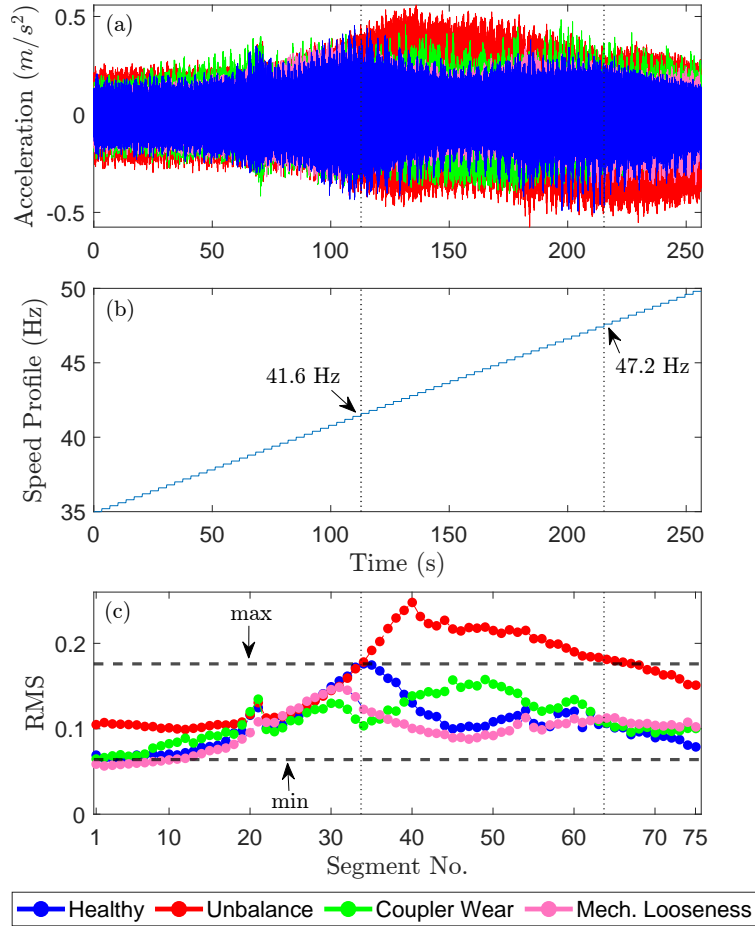 (a)
Acceleration (m/s²)
0.5
0
-0.5
0 50 100 150 200 250
(b)
Speed Profile (Hz)
50
45
40
35
41.6 Hz
47.2 Hz
0 50 100 150 200 250
Time (s)
(c)
max
RMS
0.2
0.1
0
min
1 10 20 30 40 50 60 70 75
Segment No.
Healthy Unbalance Coupler Wear Mech. Looseness